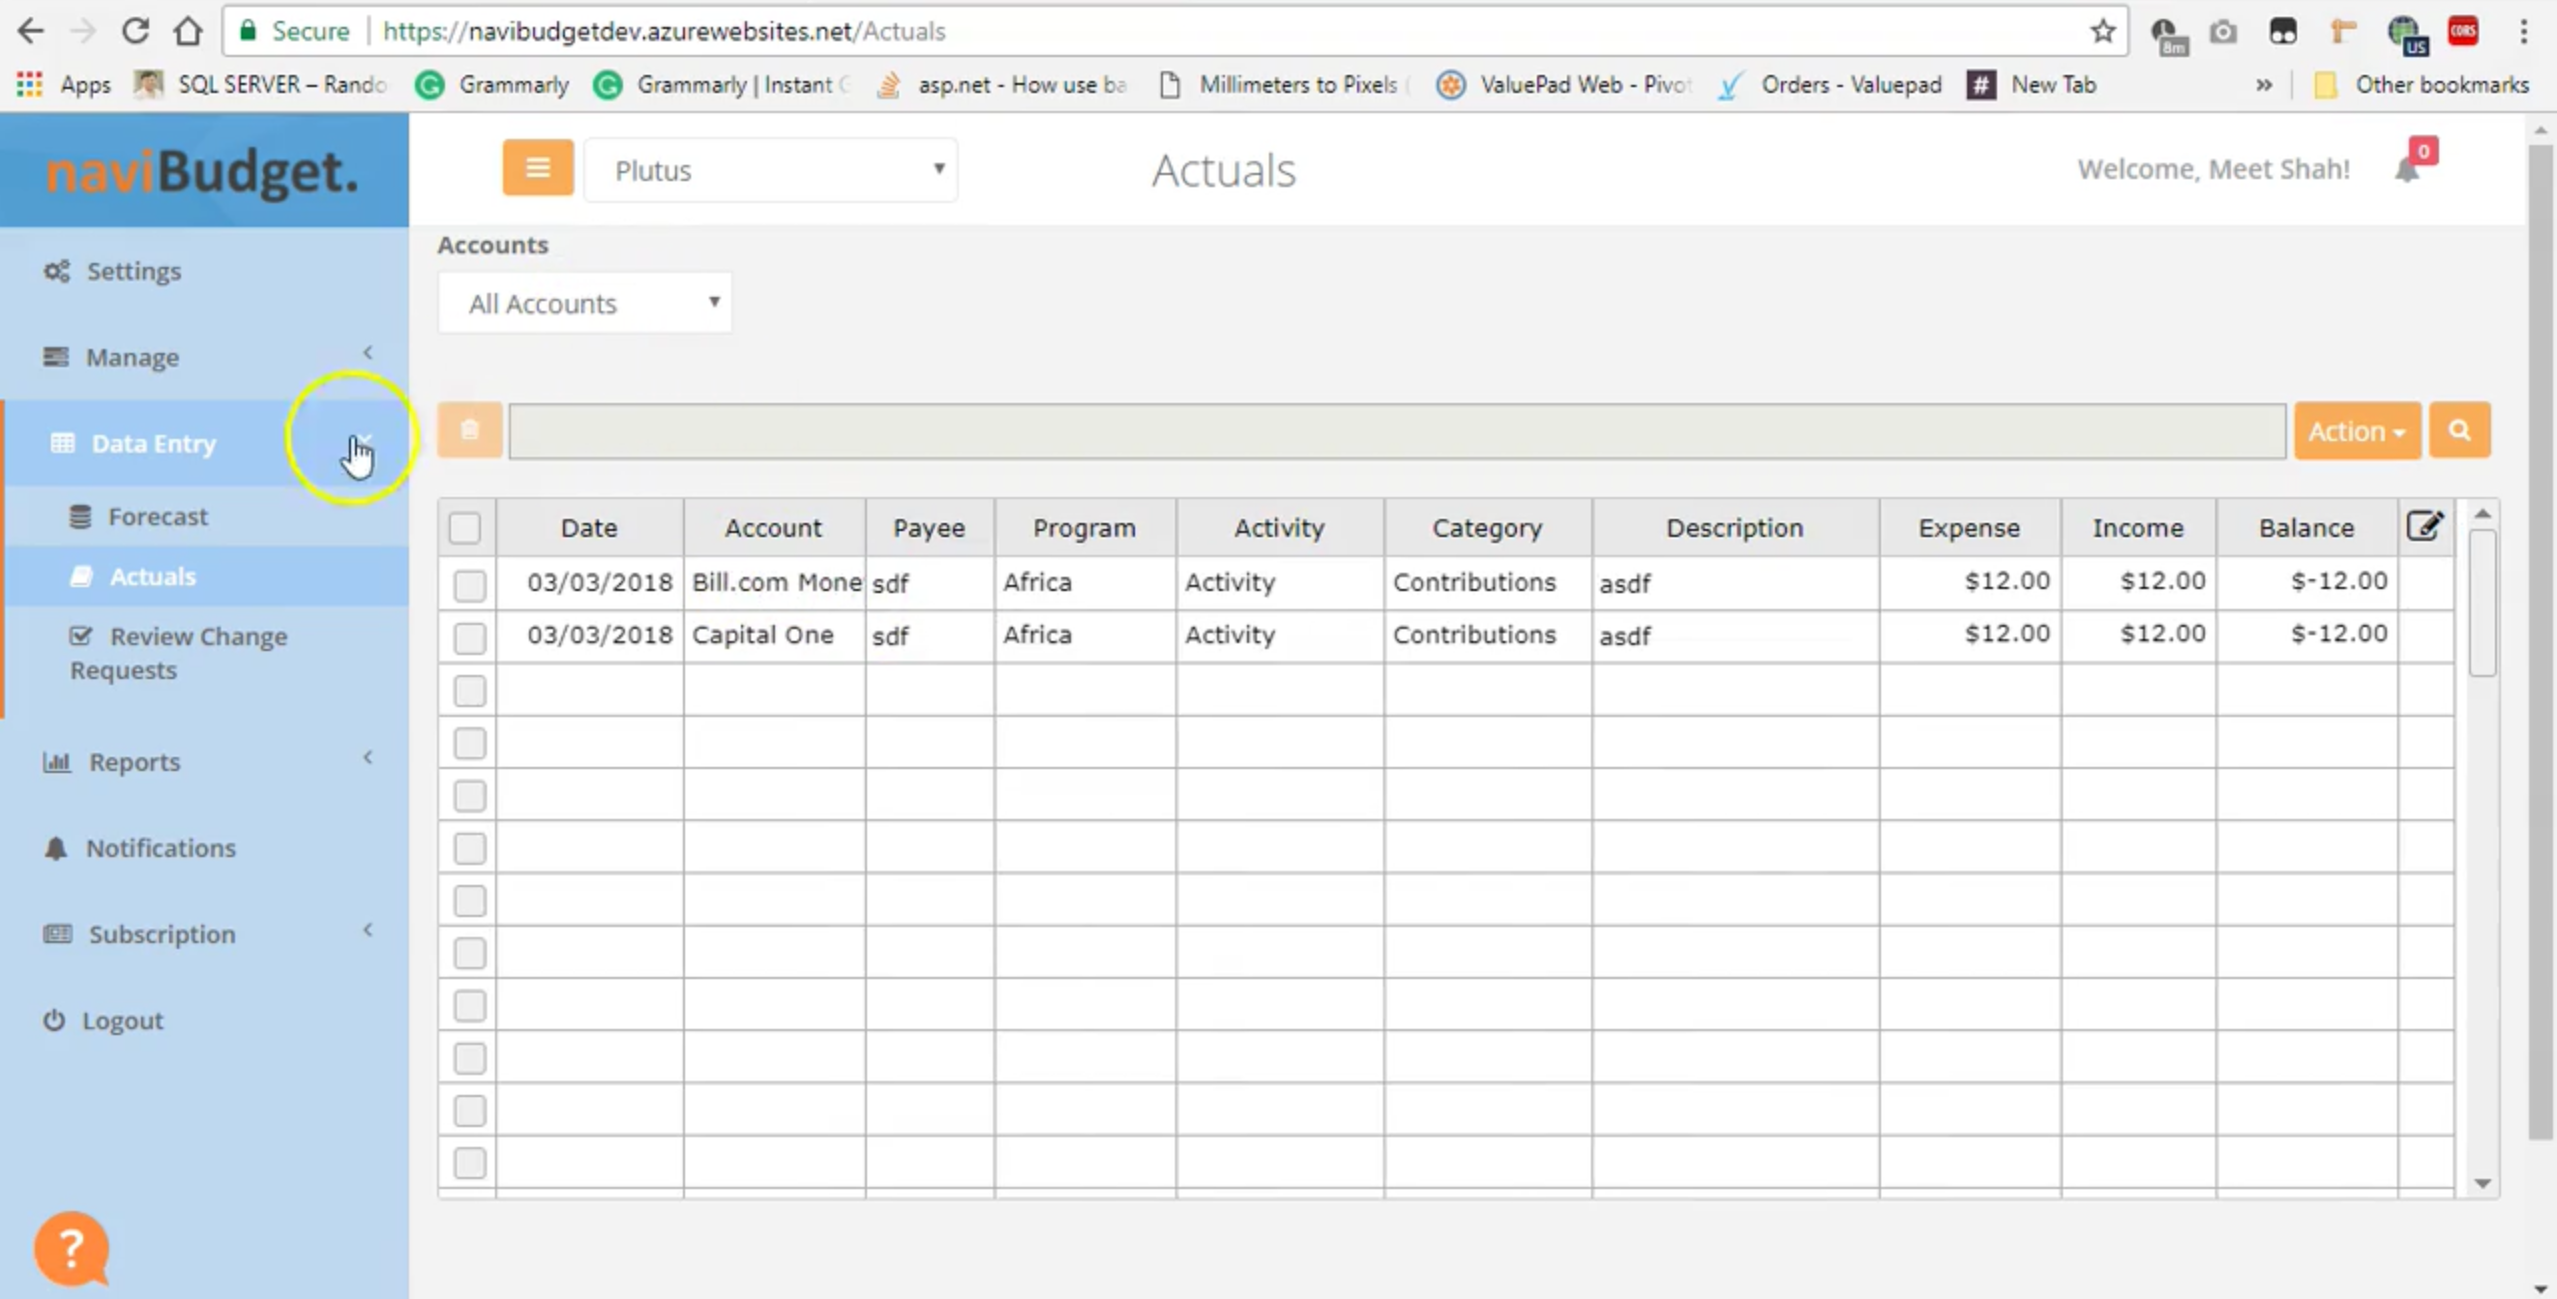 Secure https://navibudgetdev.azurewebsites.net/Actuals 8m US CORS
Apps SQL SERVER – Rando Grammarly Grammarly | Instant asp.net - How use ba Millimeters to Pixels ValuePad Web - Pivot Orders - Valuepad # New Tab » Other bookmarks
naviBudget. Plutus Actuals Welcome, Meet Shah! 0
Settings
Manage
Data Entry
Forecast
Actuals
Review Change
Requests
Reports
Notifications
Subscription
Logout
?
Accounts
All Accounts
Action
Date Account Payee Program Activity Category Description Expense Income Balance
03/03/2018 Bill.com Mone sdf Africa Activity Contributions asdf $12.00 $12.00 $-12.00
03/03/2018 Capital One sdf Africa Activity Contributions asdf $12.00 $12.00 $-12.00